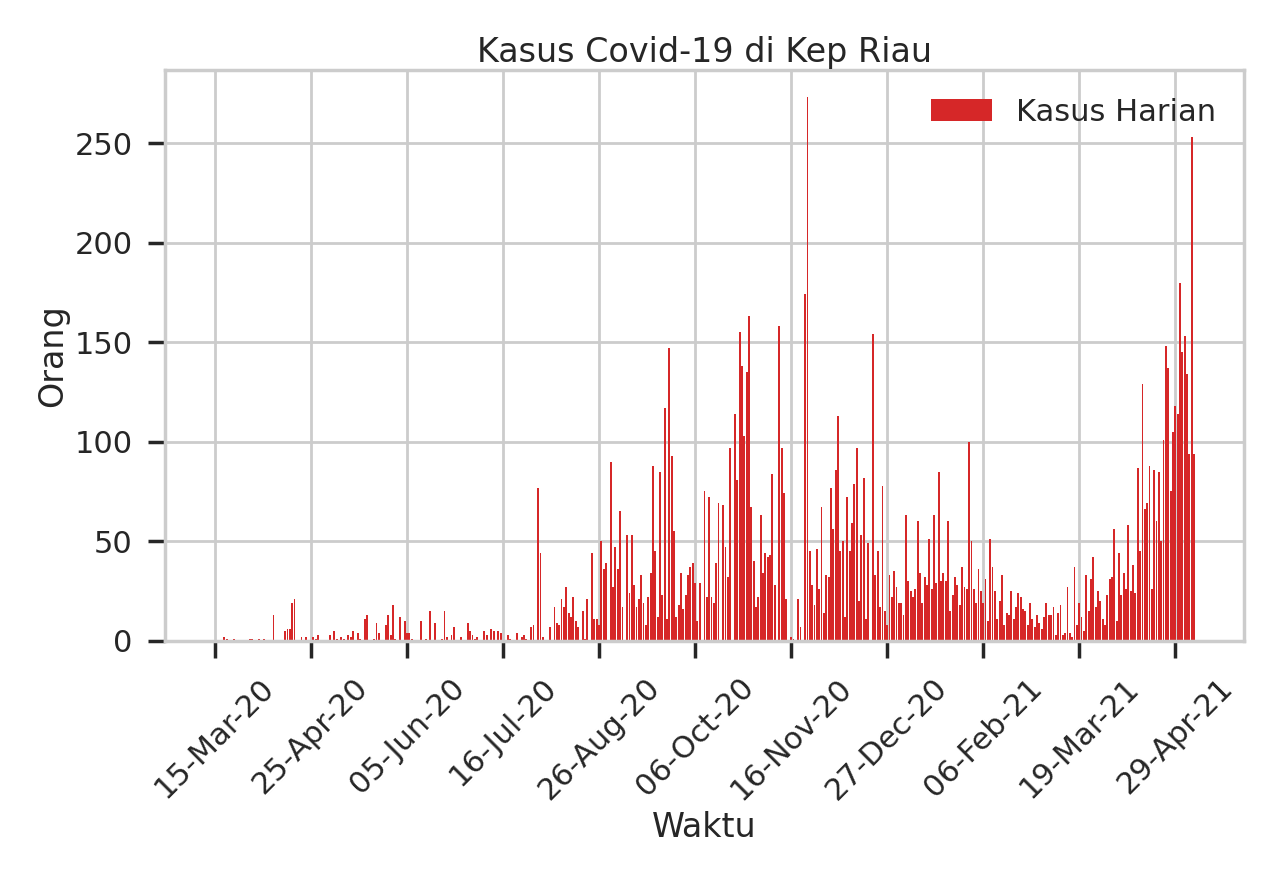 Kasus Covid-19 di Kep Riau
Kasus Harian
Orang
250
200
150
100
50
0
15-Mar-20
25-Apr-20
05-Jun-20
16-Jul-20
26-Aug-20
06-Oct-20
16-Nov-20
27-Dec-20
06-Feb-21
19-Mar-21
29-Apr-21
Waktu